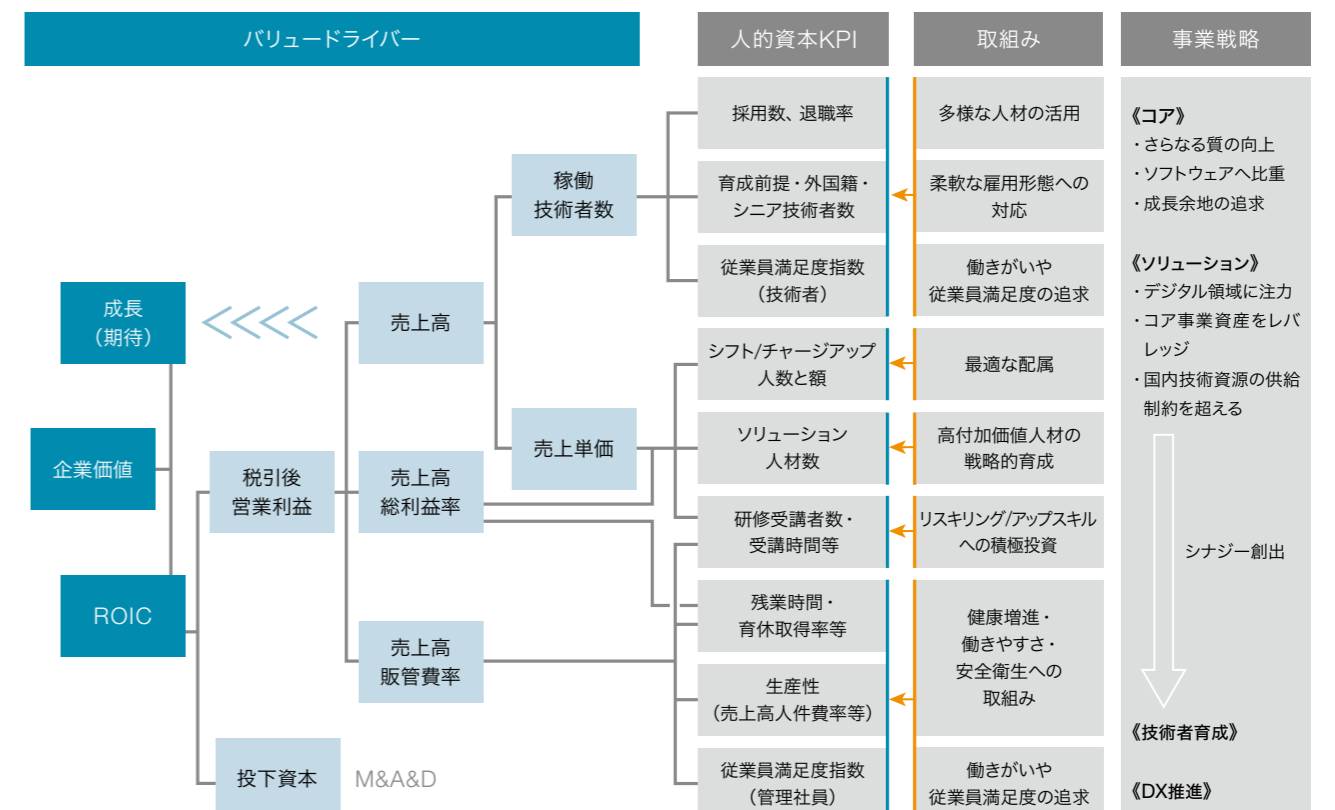 バリュードライバー
人的資本KPI
取組み
事業戦略
企業価値
成長
（期待）
ROIC
税引後
営業利益
投下資本
M&A&D
売上高
売上高
総利益率
売上高
販管費率
稼働
技術者数
売上単価
採用数、退職率
育成前提・外国籍・
シニア技術者数
従業員満足度指数
（技術者）
シフト/チャージアップ
人数と額
ソリューション
人材数
研修受講者数・
受講時間等
残業時間・
育休取得率等
生産性
（売上高人件費率等）
従業員満足度指数
（管理社員）
多様な人材の活用
柔軟な雇用形態への
対応
働きがいや
従業員満足度の追求
最適な配属
高付加価値人材の
戦略的育成
リスキリング/アップスキル
への積極投資
健康増進・
働きやすさ・
安全衛生への
取組み
働きがいや
従業員満足度の追求
《コア》
・さらなる質の向上
・ソフトウェアへ比重
・成長余地の追求
《ソリューション》
・デジタル領域に注力
・コア事業資産をレバ
レッジ
・国内技術資源の供給
制約を超える
シナジー創出
《技術者育成》
《DX推進》